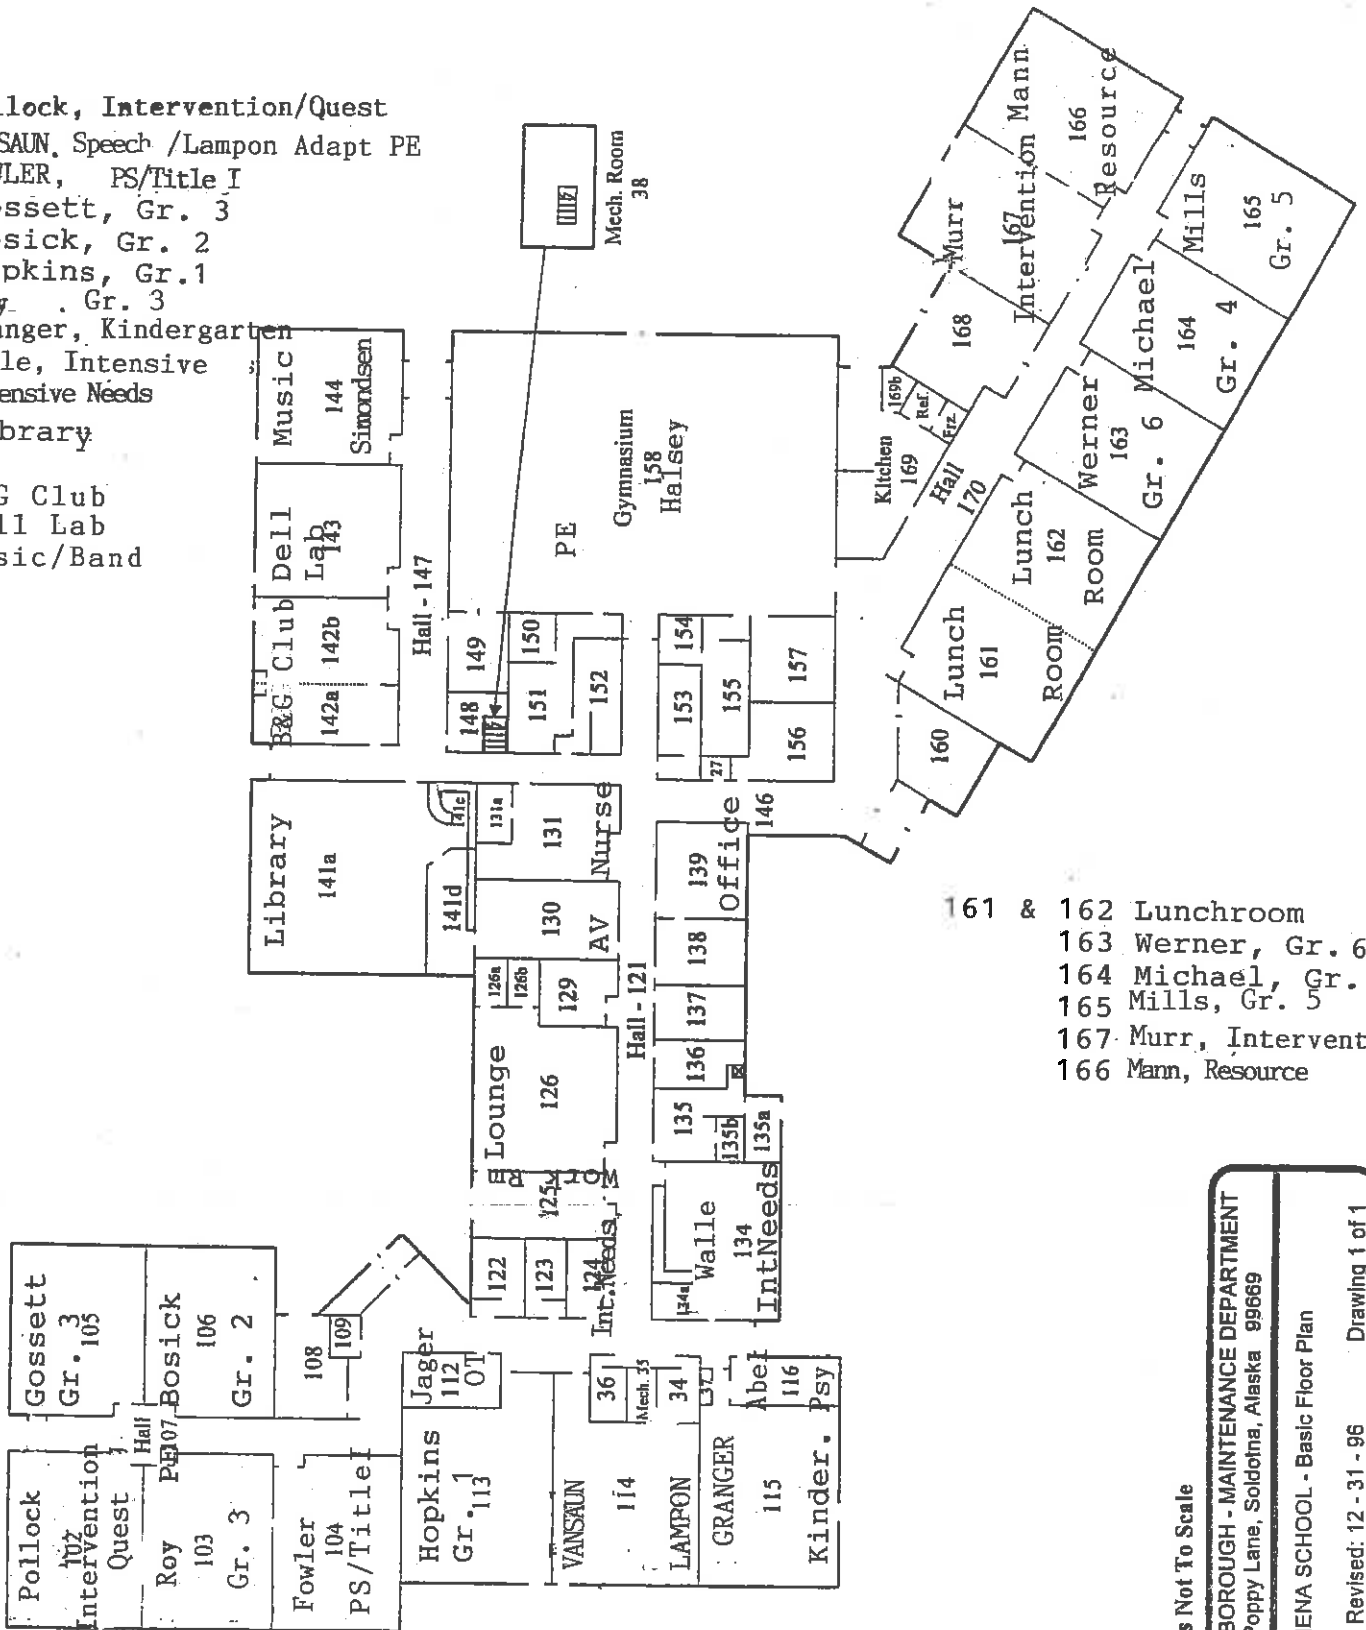 llock, Intervention/Quest
SAUN. Speech /Lampon Adapt PE
LER, PS/Title I
ssett, Gr. 3
sick, Gr. 2
pkins, Gr.1
. Gr. 3
anger, Kindergarten
le, Intensive
ensive Needs
brary
G Club
ll Lab
sic/Band
Mech. Room
38
Music
144
Simondsen
Dell
Lab
143
B&G Club
142a
142b
Hall - 147
Gymnasium
158
Halsey
PE
149
150
148
151
152
153
154
155
156
157
27
146
Library
141a
141c
141d
131a
131
Nurse
130
AV
129
126a
126b
Lounge
126
Work Rm
125
122
123
124
Int.Needs
Hall - 121
139
Office
138
137
136
135
135b
135a
Walle
134
IntNeeds
134a
Mann
166
Resource
Murr
167
Intervention
168
169b
Ref.
Frz.
Kitchen
169
Hall
170
Mills
165
Gr. 5
Michael
164
Gr. 4
Werner
163
Gr. 6
Lunch
162
Room
Lunch
161
Room
160
161 & 162 Lunchroom
163 Werner, Gr. 6
164 Michael, Gr.
165 Mills, Gr. 5
167 Murr, Intervent
166 Mann, Resource
Gossett
Gr. 3
105
Bosick
106
Gr. 2
108
109
Hall
107
PE
Pollock
102
Intervention
Quest
Roy
103
Gr. 3
Fowler
104
PS/TitleI
Jager
112
OT
Hopkins
Gr.1
113
VANSAUN
114
LAMPON
36
Mech. 35
34
37
Abel
116
Psy
GRANGER
115
Kinder.
s Not To Scale
BOROUGH - MAINTENANCE DEPARTMENT
Poppy Lane, Soldotna, Alaska 99669
ENA SCHOOL - Basic Floor Plan
Revised: 12 - 31 - 96 Drawing 1 of 1